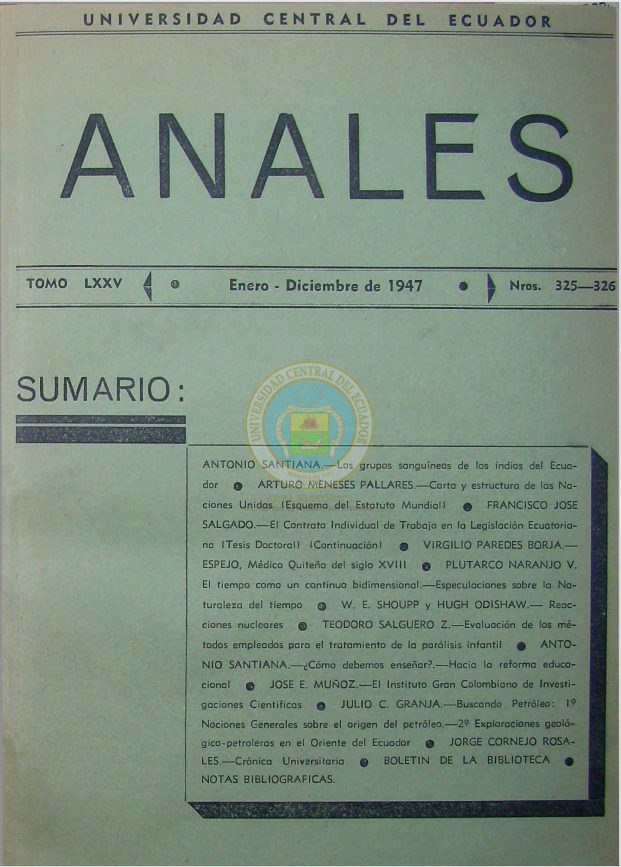 UNIVERSIDAD CENTRAL DEL ECUADOR
ANALES
TOMO LXXV Enero - Diciembre de 1947 Nros. 325—326
SUMARIO:
UNIVERSIDAD CENTRAL DEL ECUADOR
ANTONIO SANTIANA.—Los grupos sanguíneos de los indios del Ecua-
dor ● ARTURO MENESES PALLARES.—Carta y estructura de las Na-
ciones Unidas (Esquema del Estatuto Mundial) ● FRANCISCO JOSE
SALGADO.—El Contrato Individual de Trabajo en la Legislación Ecuatoria-
na (Tesis Doctoral) (Continuación) ● VIRGILIO PAREDES BORJA.—
ESPEJO, Médico Quiteño del siglo XVIII ● PLUTARCO NARANJO V.
El tiempo como un continuo bidimensional.—Especulaciones sobre la Na-
turaleza del tiempo ● W. E. SHOUPP y HUGH ODISHAW.— Reac-
ciones nucleares ● TEODORO SALGUERO Z.—Evaluación de los mé-
todos empleados para el tratamiento de la parálisis infantil ● ANTO-
NIO SANTIANA.—¿Cómo debemos enseñar?.—Hacia la reforma educa-
cional ● JOSE E. MUÑOZ.—El Instituto Gran Colombiano de Investi-
gaciones Científicas ● JULIO C. GRANJA.—Buscando Petróleo: 1º
Nociones Generales sobre el origen del petróleo.—2º Exploraciones geoló-
gico-petroleras en el Oriente del Ecuador ● JORGE CORNEJO ROSA-
LES.—Crónica Universitaria ● BOLETIN DE LA BIBLIOTECA ●
NOTAS BIBLIOGRAFICAS.